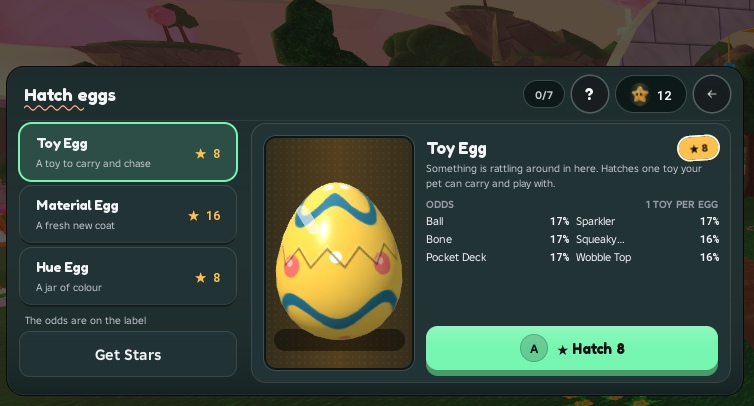 Hatch eggs
0/7
?
12
Toy Egg
A toy to carry and chase
★ 8
Material Egg
A fresh new coat
★ 16
Hue Egg
A jar of colour
★ 8
The odds are on the label
Get Stars
Toy Egg
★ 8
Something is rattling around in here. Hatches one toy your
pet can carry and play with.
ODDS 1 TOY PER EGG
Ball 17% Sparkler 17%
Bone 17% Squeaky... 16%
Pocket Deck 17% Wobble Top 16%
A ★ Hatch 8